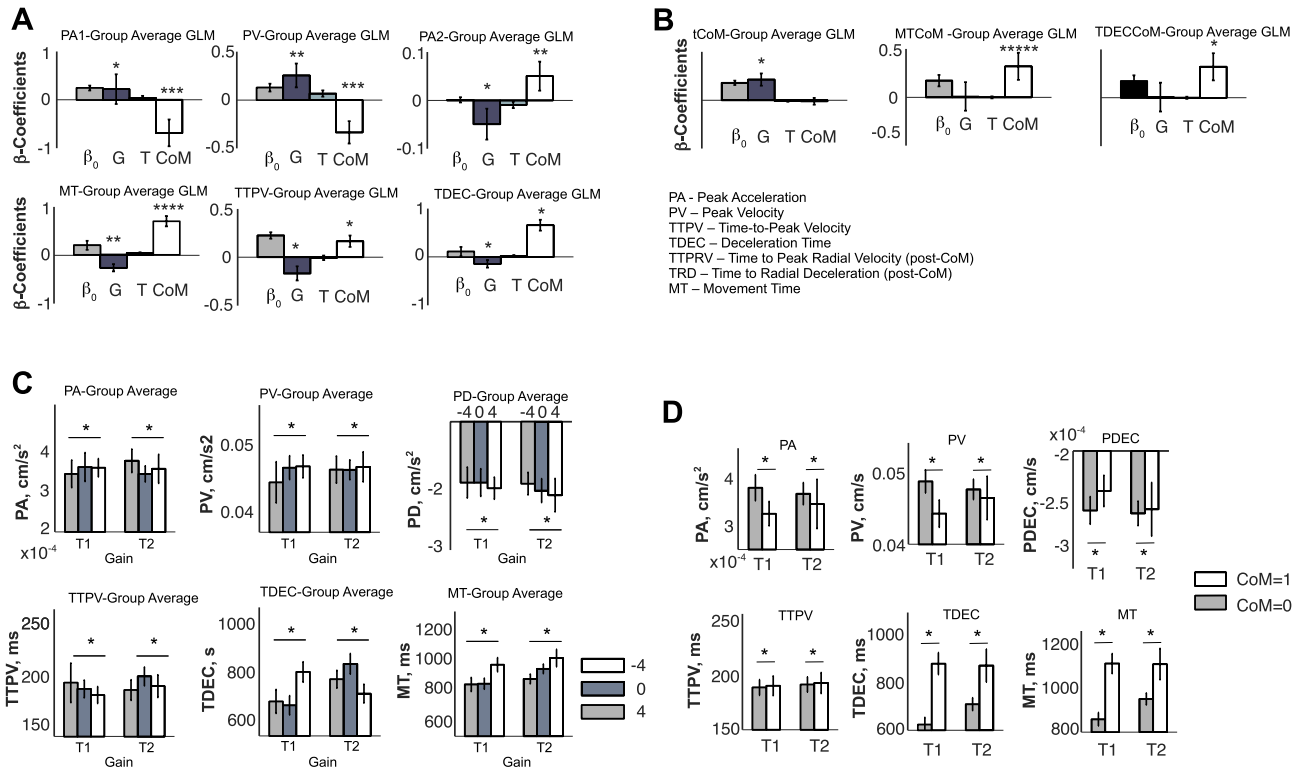 A
PA1-Group Average GLM
PV-Group Average GLM
PA2-Group Average GLM
β-Coefficients
1
0
-1
*
***
β0 G T CoM
0.5
0
-0.5
**
***
β0 G T CoM
0.1
0
-0.1
*
**
β0 G T CoM
MT-Group Average GLM
TTPV-Group Average GLM
TDEC-Group Average GLM
β-Coefficients
1
0
-1
**
****
β0 G T CoM
0.5
0
-0.5
*
*
β0 G T CoM
1
0
-1
*
*
β0 G T CoM
B
tCoM-Group Average GLM
MTCoM -Group Average GLM
TDECCoM-Group Average GLM
β-Coefficients
*
β0 G T CoM
0.5
0
-0.5
*****
β0 G T CoM
*
β0 G T CoM
PA - Peak Acceleration
PV – Peak Velocity
TTPV – Time-to-Peak Velocity
TDEC – Deceleration Time
TTPRV – Time to Peak Radial Velocity (post-CoM)
TRD – Time to Radial Deceleration (post-CoM)
MT – Movement Time
C
PA-Group Average
PA, cm/s²
4
3
2
x10⁻⁴
* *
T1 T2
Gain
PV-Group Average
PV, cm/s2
0.05
0.04
* *
T1 T2
Gain
PD-Group Average
-4 0 4 -4 0 4
PD, cm/s²
-2
-3
* *
T1 T2
Gain
TTPV-Group Average
TTPV, ms
250
200
150
* *
T1 T2
Gain
TDEC-Group Average
TDEC, s
1000
800
600
* *
T1 T2
Gain
MT-Group Average
MT, ms
1200
1000
800
600
* *
T1 T2
Gain
-4
0
4
D
PA
PA, cm/s²
4
3
x10⁻⁴
* *
T1 T2
PV
PV, cm/s²
0.05
0.04
* *
T1 T2
x10⁻⁴
PDEC
PDEC, cm/s²
-2
-2.5
-3
* *
T1 T2
CoM=1
CoM=0
TTPV
TTPV, ms
250
200
150
* *
T1 T2
TDEC
TDEC, ms
1000
800
600
* *
T1 T2
MT
MT, ms
1200
1000
800
* *
T1 T2